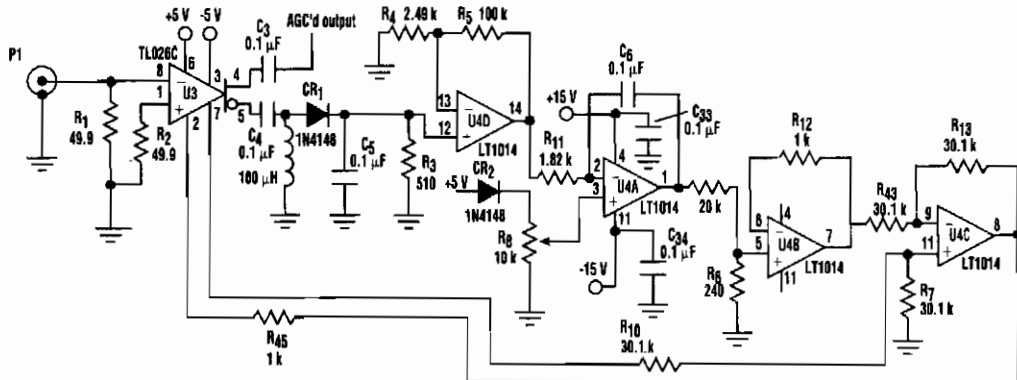 P1
+5 V
-5 V
TL026C
6
8
1
U3
3
4
7
5
2
R1
49.9
R2
49.9
C3
0.1 µF
AGC'd output
C4
0.1 µF
180 µH
CR1
1N4148
C5
0.1 µF
R3
510
R4
2.49 k
R5
100 k
13
12
14
U4D
LT1014
CR2
+5 V
1N4148
R8
10 k
R11
1.82 k
C6
0.1 µF
+15 V
C33
0.1 µF
4
2
3
1
U4A
11
LT1014
C34
0.1 µF
-15 V
20 k
R6
240
R12
1 k
6
5
4
U4B
7
11
LT1014
R43
30.1 k
R13
30.1 k
9
11
8
U4C
LT1014
R7
30.1 k
R10
30.1.k
R45
1 k